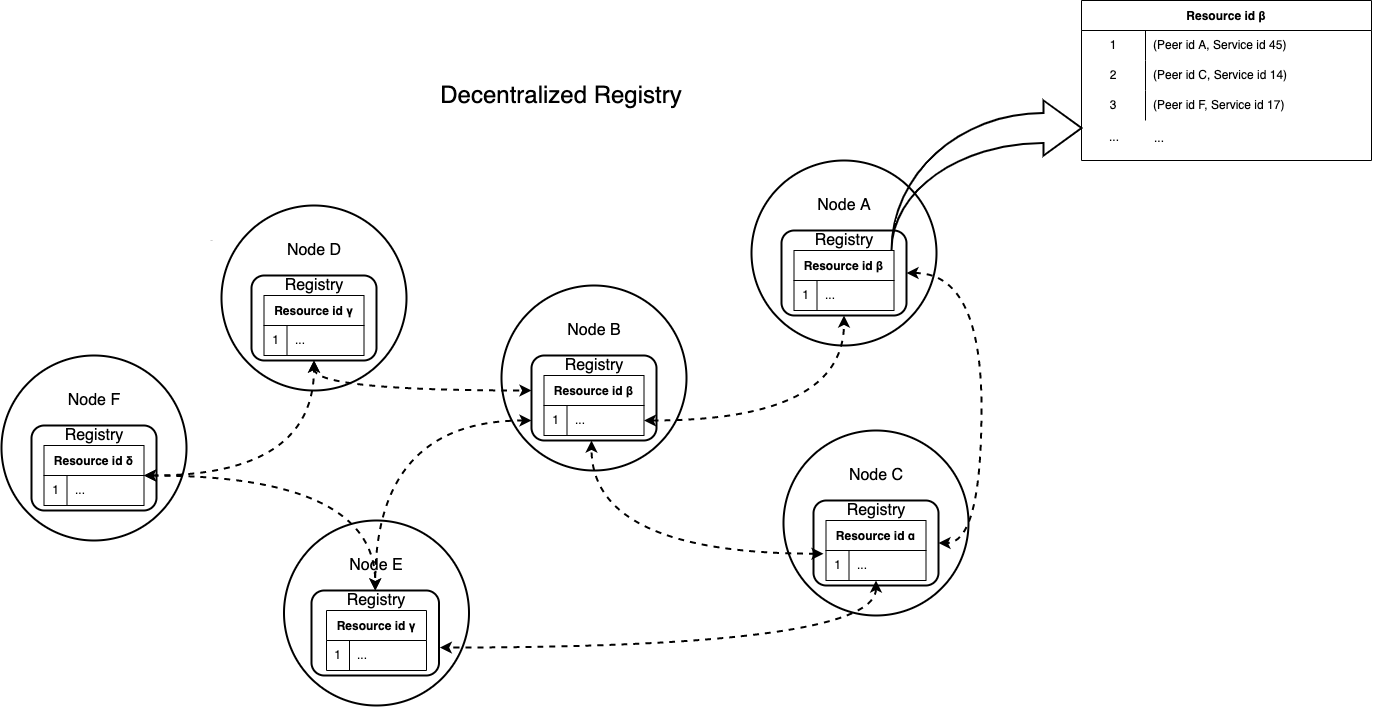 Resource id β
1 (Peer id A, Service id 45)
2 (Peer id C, Service id 14)
3 (Peer id F, Service id 17)
... ...
Decentralized Registry
Node A
Registry
Resource id β
1 ...
Node D
Registry
Resource id γ
1 ...
Node B
Registry
Resource id β
1 ...
Node F
Registry
Resource id δ
1 ...
Node C
Registry
Resource id α
1 ...
Node E
Registry
Resource id γ
1 ...